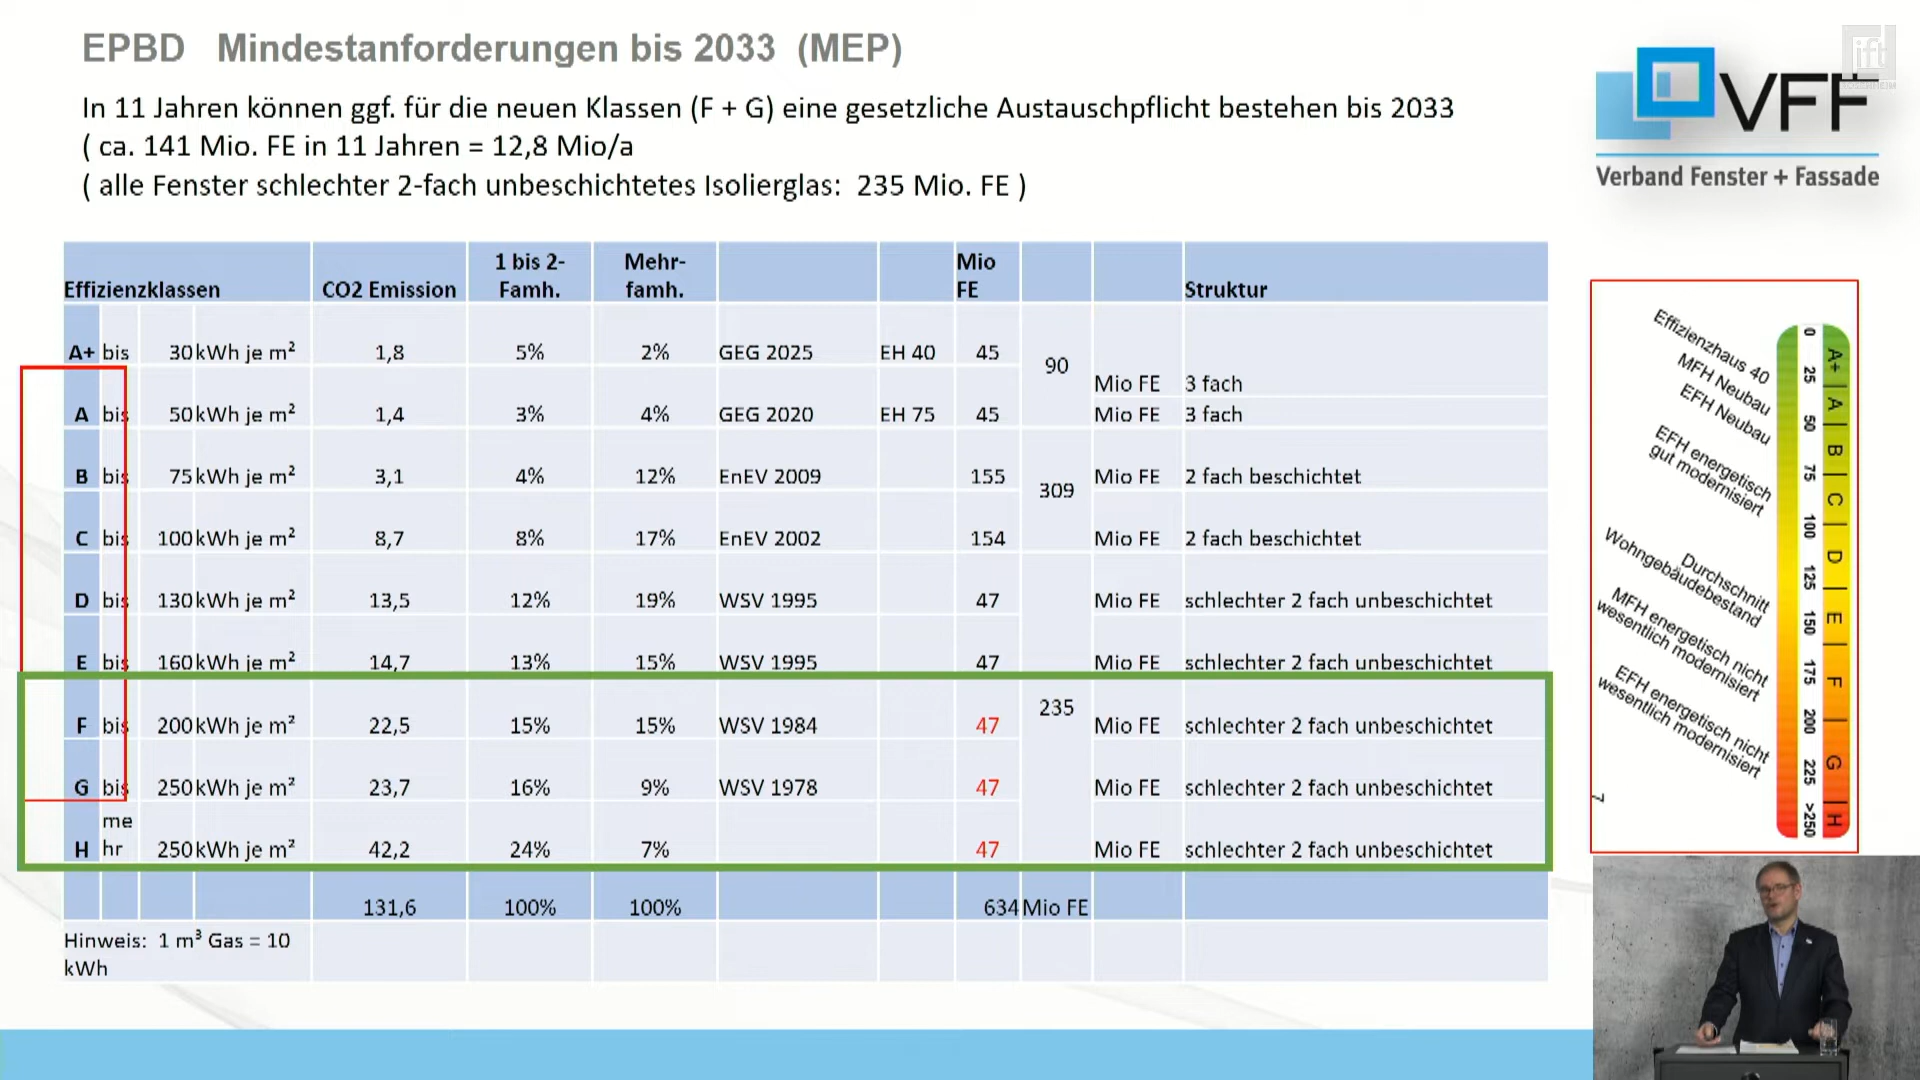 EPBD Mindestanforderungen bis 2033 (MEP)
In 11 Jahren können ggf. für die neuen Klassen (F + G) eine gesetzliche Austauschpflicht bestehen bis 2033
( ca. 141 Mio. FE in 11 Jahren = 12,8 Mio/a
( alle Fenster schlechter 2-fach unbeschichtetes Isolierglas: 235 Mio. FE )
ift
ROSENHEIM
VFF
Verband Fenster + Fassade
Effizienzklassen CO2 Emission 1 bis 2-Famh. Mehr-famh. Mio FE Struktur
A+ bis 30 kWh je m² 1,8 5% 2% GEG 2025 EH 40 45 90 Mio FE 3 fach
A bis 50 kWh je m² 1,4 3% 4% GEG 2020 EH 75 45 Mio FE 3 fach
B bis 75 kWh je m² 3,1 4% 12% EnEV 2009 155 309 Mio FE 2 fach beschichtet
C bis 100 kWh je m² 8,7 8% 17% EnEV 2002 154 Mio FE 2 fach beschichtet
D bis 130 kWh je m² 13,5 12% 19% WSV 1995 47 Mio FE schlechter 2 fach unbeschichtet
E bis 160 kWh je m² 14,7 13% 15% WSV 1995 47 Mio FE schlechter 2 fach unbeschichtet
F bis 200 kWh je m² 22,5 15% 15% WSV 1984 47 235 Mio FE schlechter 2 fach unbeschichtet
G bis 250 kWh je m² 23,7 16% 9% WSV 1978 47 Mio FE schlechter 2 fach unbeschichtet
H mehr 250 kWh je m² 42,2 24% 7% 47 Mio FE schlechter 2 fach unbeschichtet
131,6 100% 100% 634 Mio FE
Hinweis: 1 m³ Gas = 10
kWh
Effizienzhaus 40
MFH Neubau
EFH Neubau
EFH energetisch
gut modernisiert
Durchschnitt
Wohngebäudebestand
MFH energetisch nicht
wesentlich modernisiert
EFH energetisch nicht
wesentlich modernisiert
0 25 50 75 100 125 150 175 200 225 >250
A+ A B C D E F G H
7